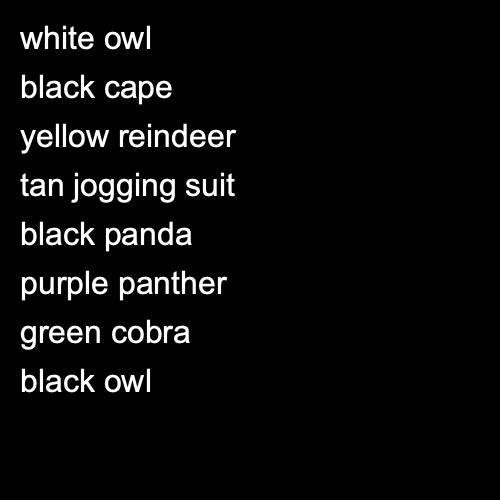 white owl
black cape
yellow reindeer
tan jogging suit
black panda
purple panther
green cobra
black owl